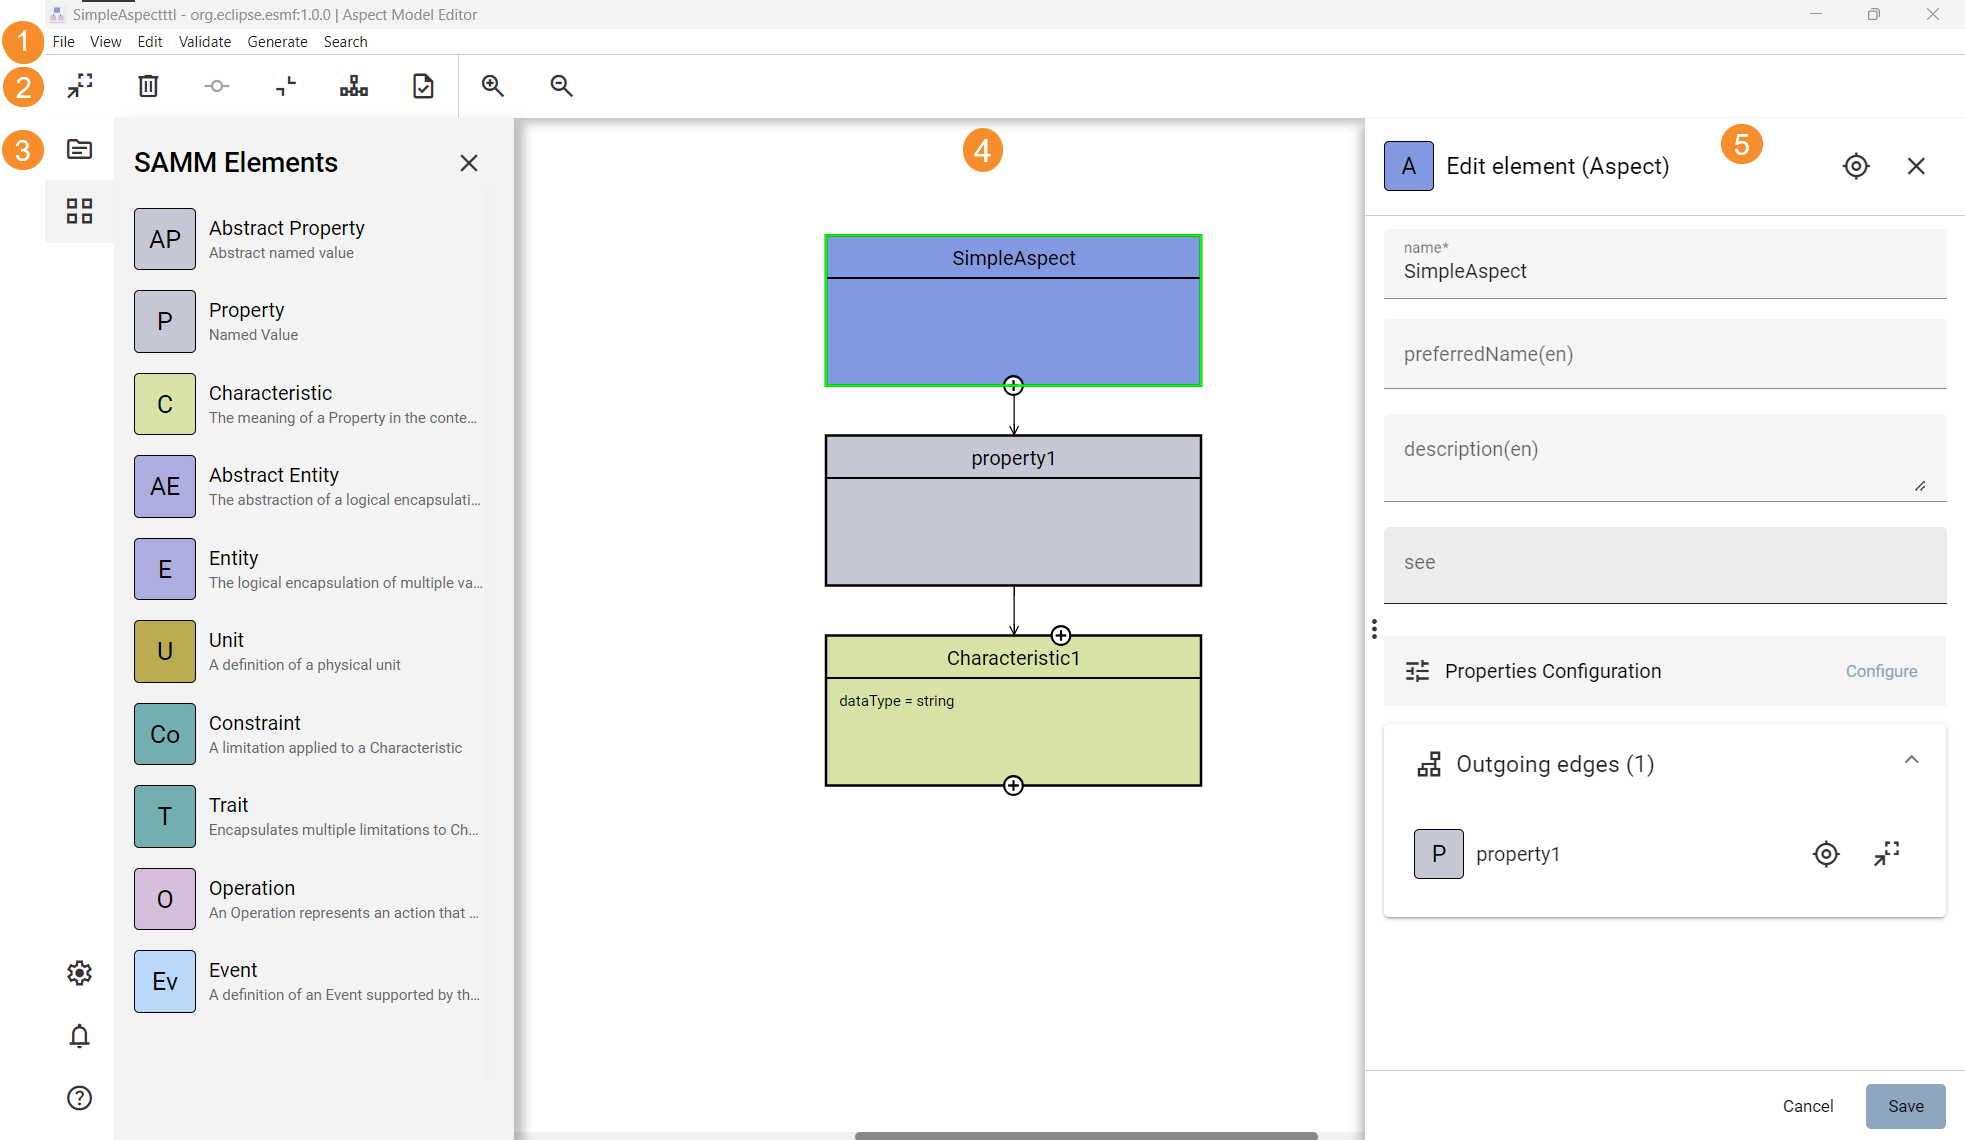 SimpleAspectttl - org.eclipse.esmf:1.0.0 | Aspect Model Editor
1
File View Edit Validate Generate Search
2
3
SAMM Elements
AP
Abstract Property
Abstract named value
P
Property
Named Value
C
Characteristic
The meaning of a Property in the conte...
AE
Abstract Entity
The abstraction of a logical encapsulati...
E
Entity
The logical encapsulation of multiple va...
U
Unit
A definition of a physical unit
Co
Constraint
A limitation applied to a Characteristic
T
Trait
Encapsulates multiple limitations to Ch...
O
Operation
An Operation represents an action that ...
Ev
Event
A definition of an Event supported by th...
4
SimpleAspect
property1
Characteristic1
dataType = string
5
A
Edit element (Aspect)
name*
SimpleAspect
preferredName(en)
description(en)
see
Properties Configuration
Configure
Outgoing edges (1)
P
property1
Cancel
Save